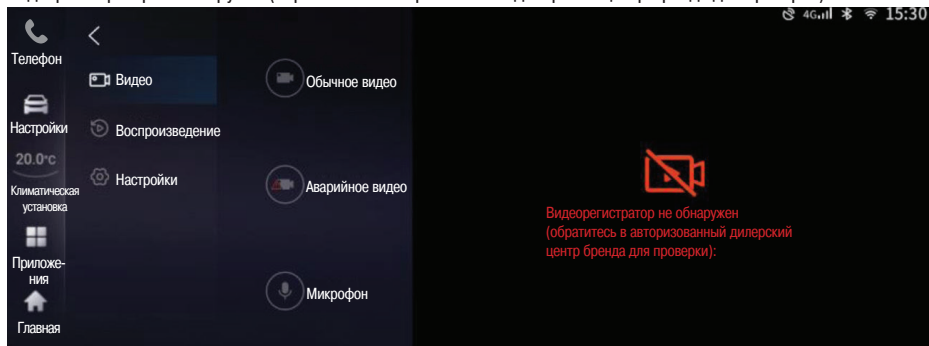 4G 15:30
Телефон
Видео
Обычное видео
Настройки
Воспроизведение
20.0°C
Настройки
Климатическая
установка
Аварийное видео
Видеорегистратор не обнаружен
(обратитесь в авторизованный дилерский
центр бренда для проверки):
Приложе-
ния
Микрофон
Главная